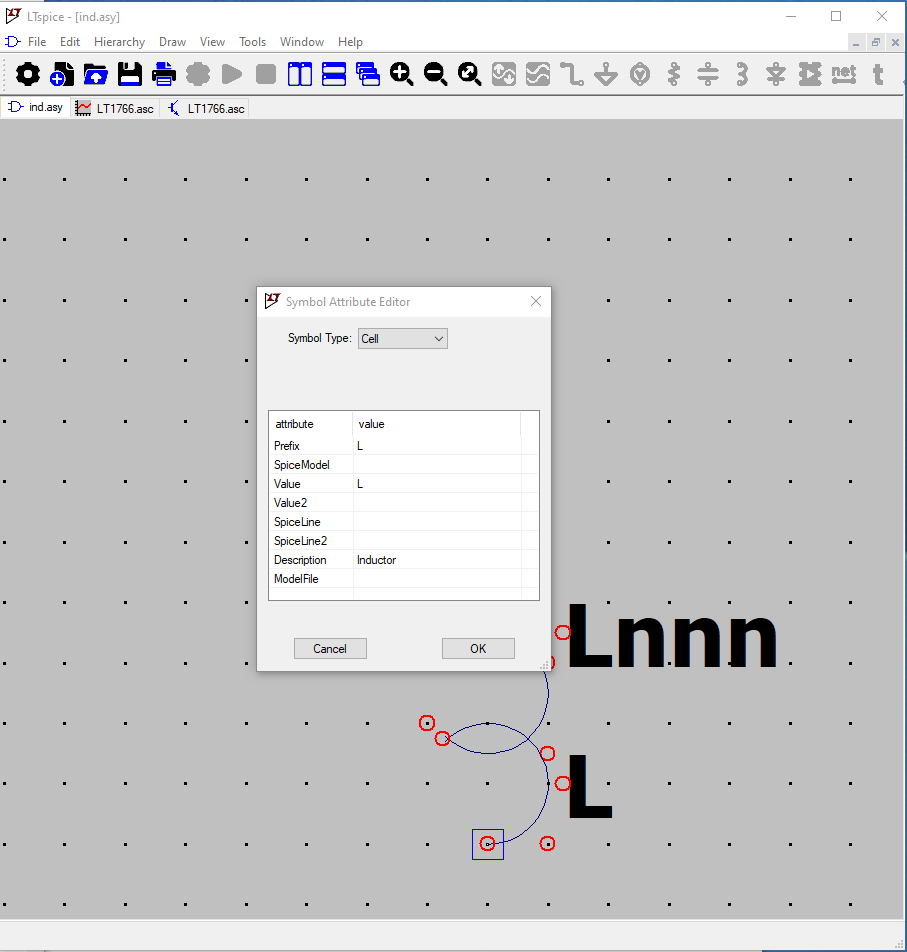 LTspice - [ind.asy]
File Edit Hierarchy Draw View Tools Window Help
net t
ind.asy LT1766.asc LT1766.asc
Symbol Attribute Editor
Symbol Type: Cell
attribute value
Prefix L
SpiceModel
Value L
Value2
SpiceLine
SpiceLine2
Description Inductor
ModelFile
Cancel OK
Lnnn
L